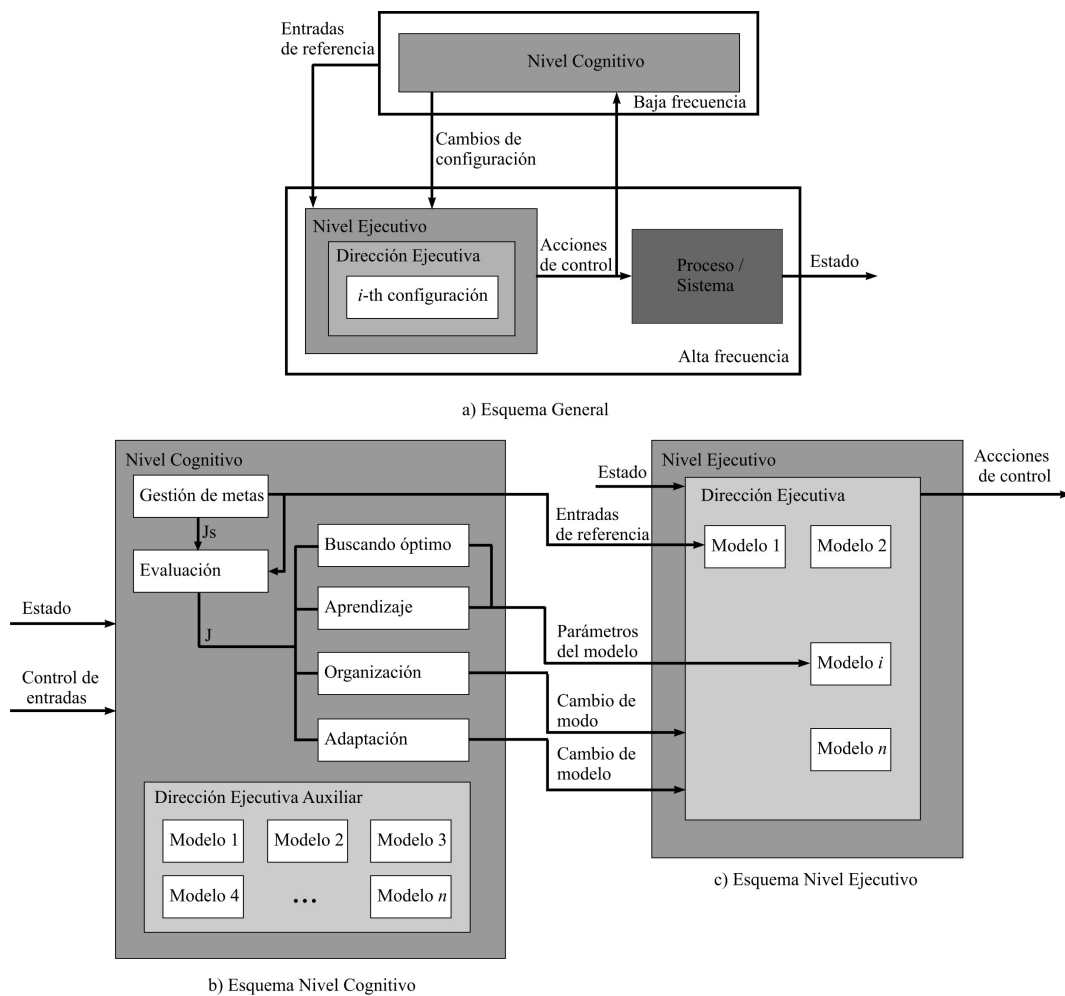 Entradas
de referencia
Nivel Cognitivo
Baja frecuencia
Cambios de
configuración
Nivel Ejecutivo
Dirección Ejecutiva
i-th configuración
Acciones
de control
Proceso /
Sistema
Estado
Alta frecuencia
a) Esquema General
Nivel Cognitivo
Gestión de metas
Js
Evaluación
J
Estado
Control de
entradas
Buscando óptimo
Aprendizaje
Organización
Adaptación
Dirección Ejecutiva Auxiliar
Modelo 1
Modelo 2
Modelo 3
Modelo 4
...
Modelo n
b) Esquema Nivel Cognitivo
Estado
Entradas
de referencia
Parámetros
del modelo
Cambio de
modo
Cambio de
modelo
Nivel Ejecutivo
Dirección Ejecutiva
Modelo 1
Modelo 2
Modelo i
Modelo n
Accciones
de control
c) Esquema Nivel Ejecutivo